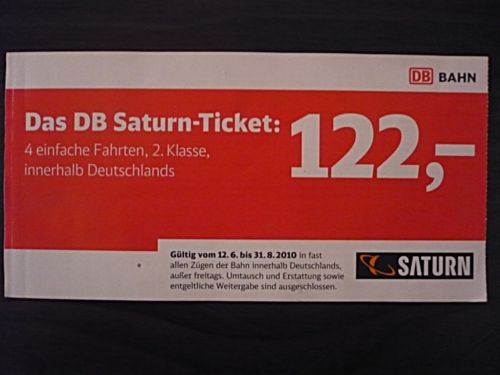 DB BAHN
Das DB Saturn-Ticket:
4 einfache Fahrten, 2. Klasse,
innerhalb Deutschlands
122,–
Gültig vom 12. 6. bis 31. 8. 2010 in fast
allen Zügen der Bahn innerhalb Deutschlands,
außer freitags. Umtausch und Erstattung sowie
entgeltliche Weitergabe sind ausgeschlossen.
SATURN